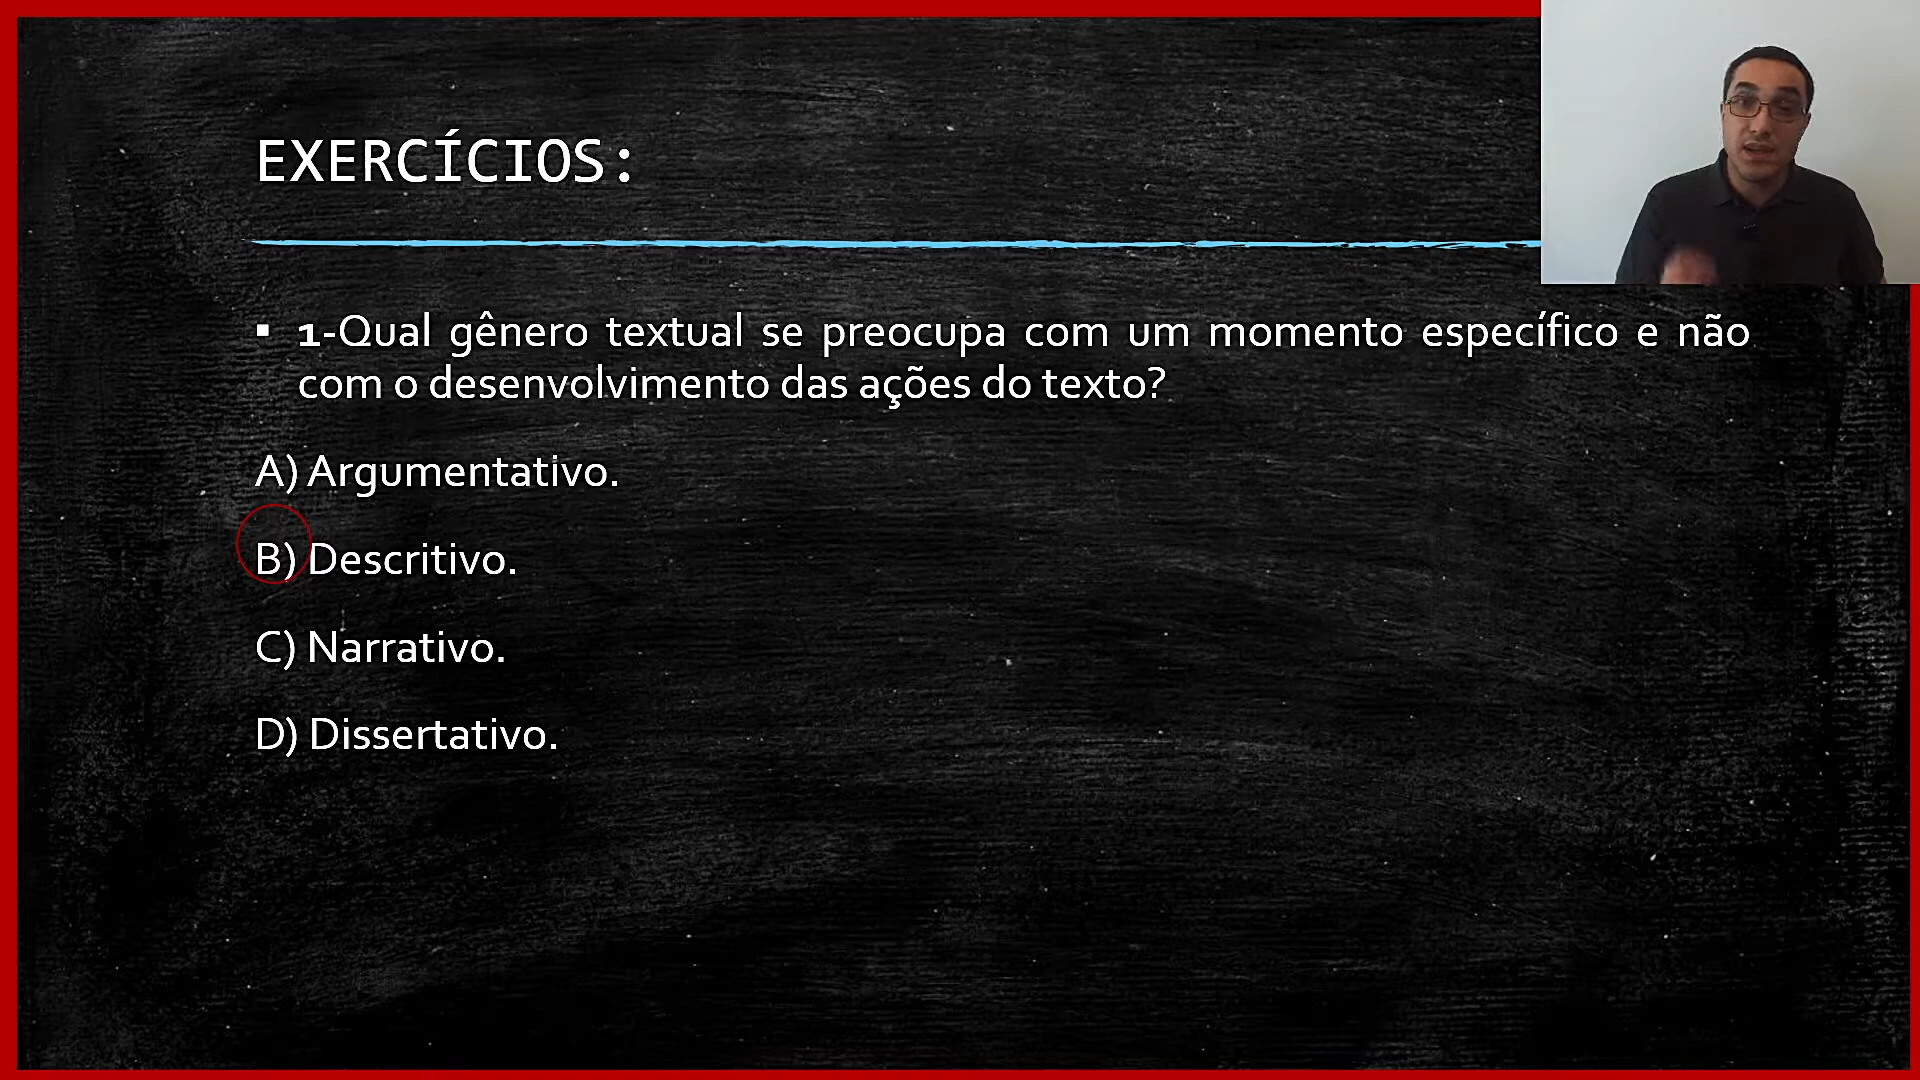 EXERCÍCIOS:
▪ 1-Qual gênero textual se preocupa com um momento específico e não
com o desenvolvimento das ações do texto?
A) Argumentativo.
B) Descritivo.
C) Narrativo.
D) Dissertativo.